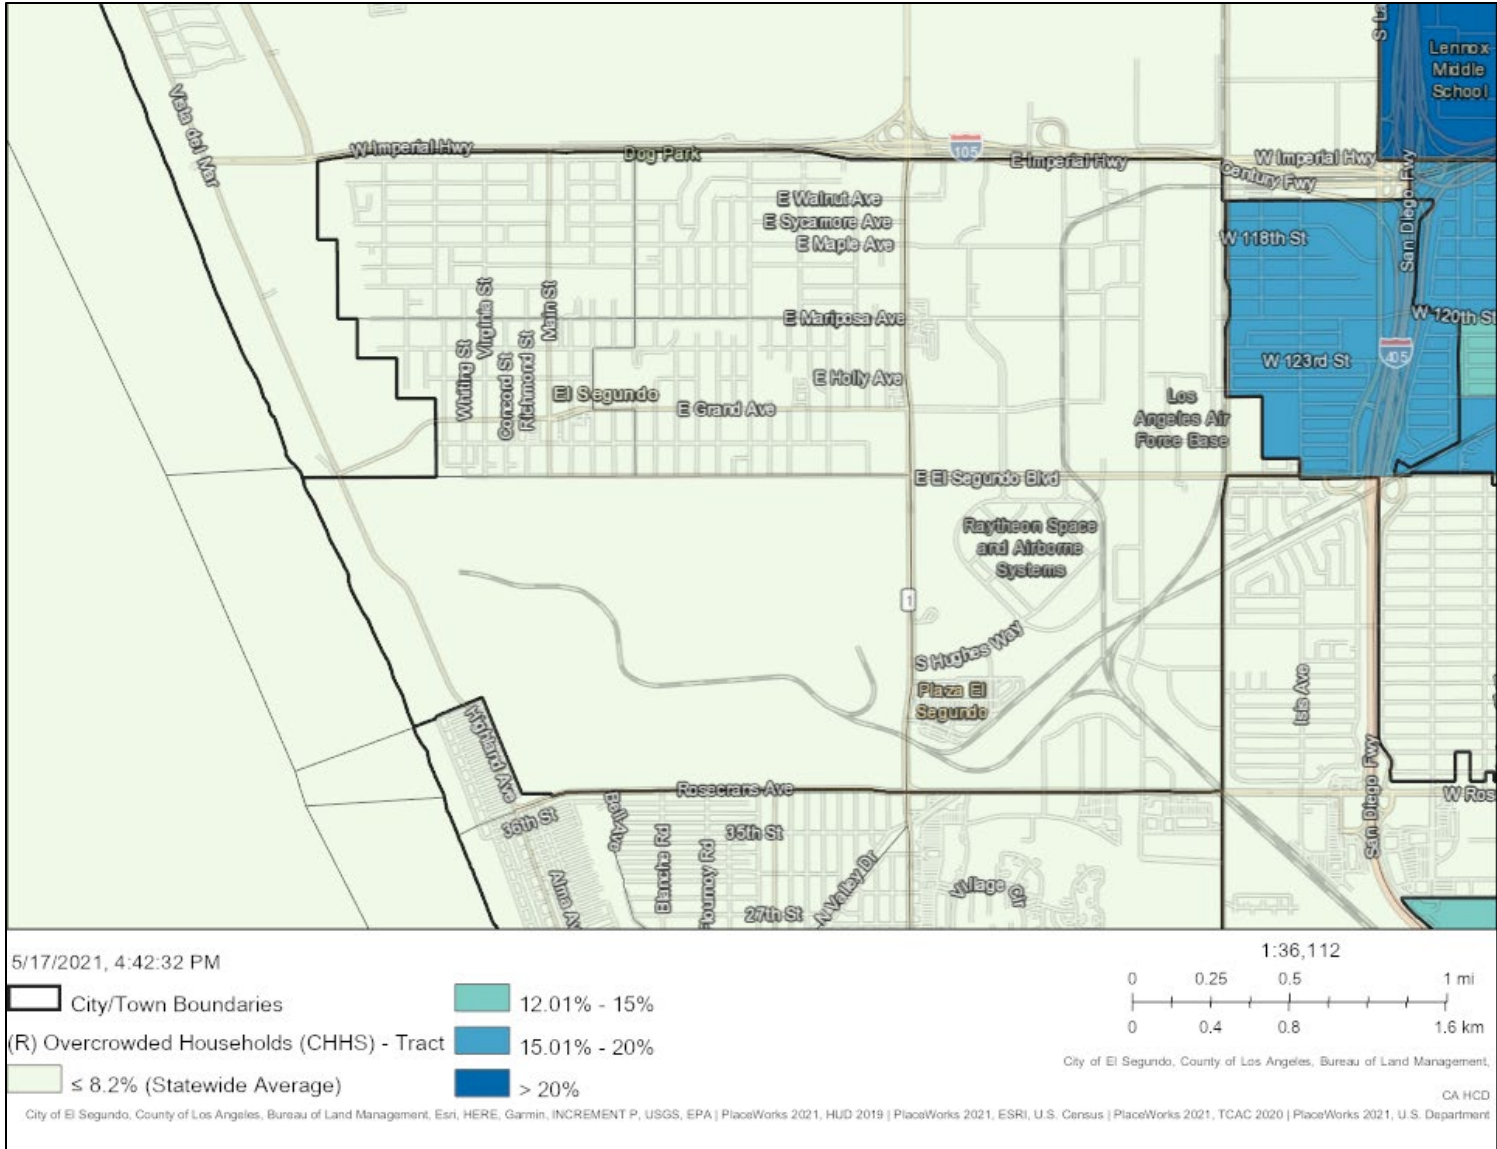 S La
Lennox
Middle
School
Vista del Mar
W Imperial Hwy
Dog Park
105
E Imperial Hwy
W Imperial Hwy
Century Fwy
San Diego Fwy
E Walnut Ave
E Sycamore Ave
E Maple Ave
W 118th St
Virginia St
Main St
E Mariposa Ave
W 120th St
Whiting St
Concord St
Richmond St
E Holly Ave
W 123rd St
405
El Segundo
E Grand Ave
Los
Angeles Air
Force Base
E El Segundo Blvd
Raytheon Space
and Airborne
Systems
1
S Hughes Way
Plaza El
Segundo
Isis Ave
Highland Ave
San Diego Fwy
Rosecrans Ave
W Ros
36th St
Bell Ave
Blanche Rd
Flournoy Rd
35th St
N Valley Dr
Village Cir
Alma Av
27th St
5/17/2021, 4:42:32 PM
City/Town Boundaries
(R) Overcrowded Households (CHHS) - Tract
≤ 8.2% (Statewide Average)
12.01% - 15%
15.01% - 20%
> 20%
1:36,112
0 0.25 0.5 1 mi
0 0.4 0.8 1.6 km
City of El Segundo, County of Los Angeles, Bureau of Land Management,
CA HCD
City of El Segundo, County of Los Angeles, Bureau of Land Management, Esri, HERE, Garmin, INCREMENT P, USGS, EPA | PlaceWorks 2021, HUD 2019 | PlaceWorks 2021, ESRI, U.S. Census | PlaceWorks 2021, TCAC 2020 | PlaceWorks 2021, U.S. Department